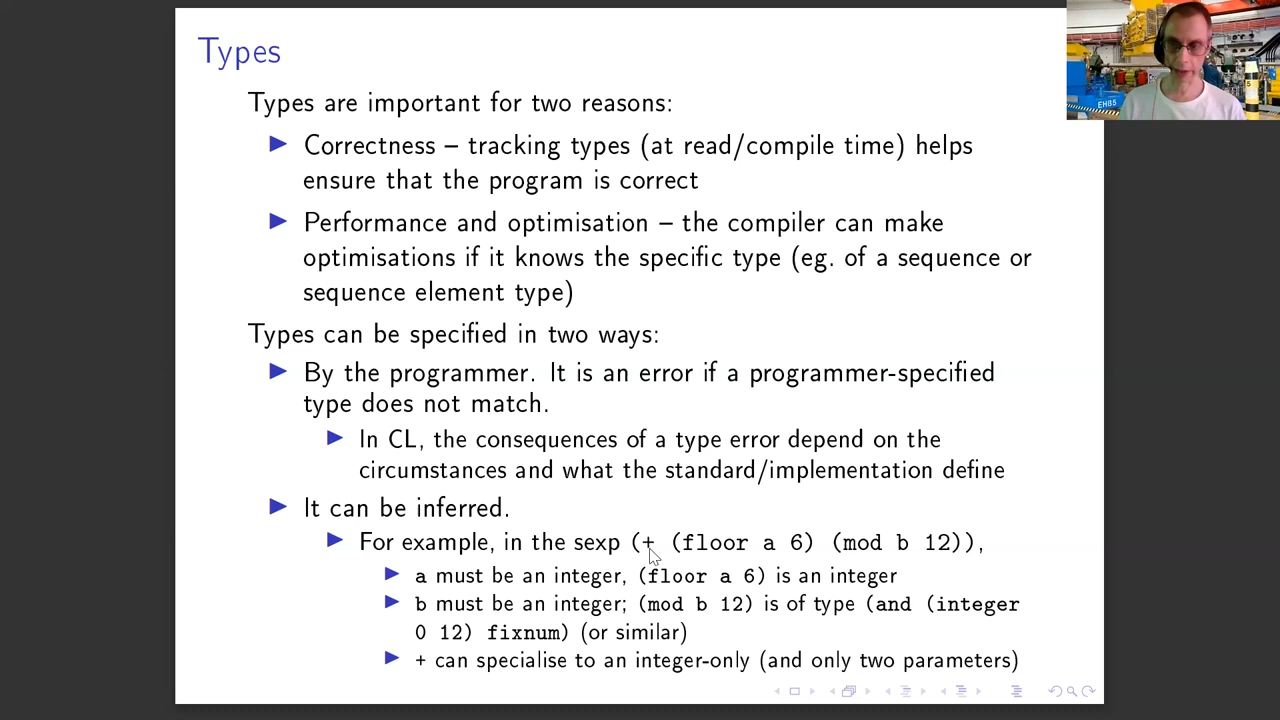 Types
Types are important for two reasons:
Correctness – tracking types (at read/compile time) helps
ensure that the program is correct
Performance and optimisation – the compiler can make
optimisations if it knows the specific type (eg. of a sequence or
sequence element type)
Types can be specified in two ways:
By the programmer. It is an error if a programmer-specified
type does not match.
In CL, the consequences of a type error depend on the
circumstances and what the standard/implementation define
It can be inferred.
For example, in the sexp (+ (floor a 6) (mod b 12)),
a must be an integer, (floor a 6) is an integer
b must be an integer; (mod b 12) is of type (and (integer
0 12) fixnum) (or similar)
+ can specialise to an integer-only (and only two parameters)
EH85